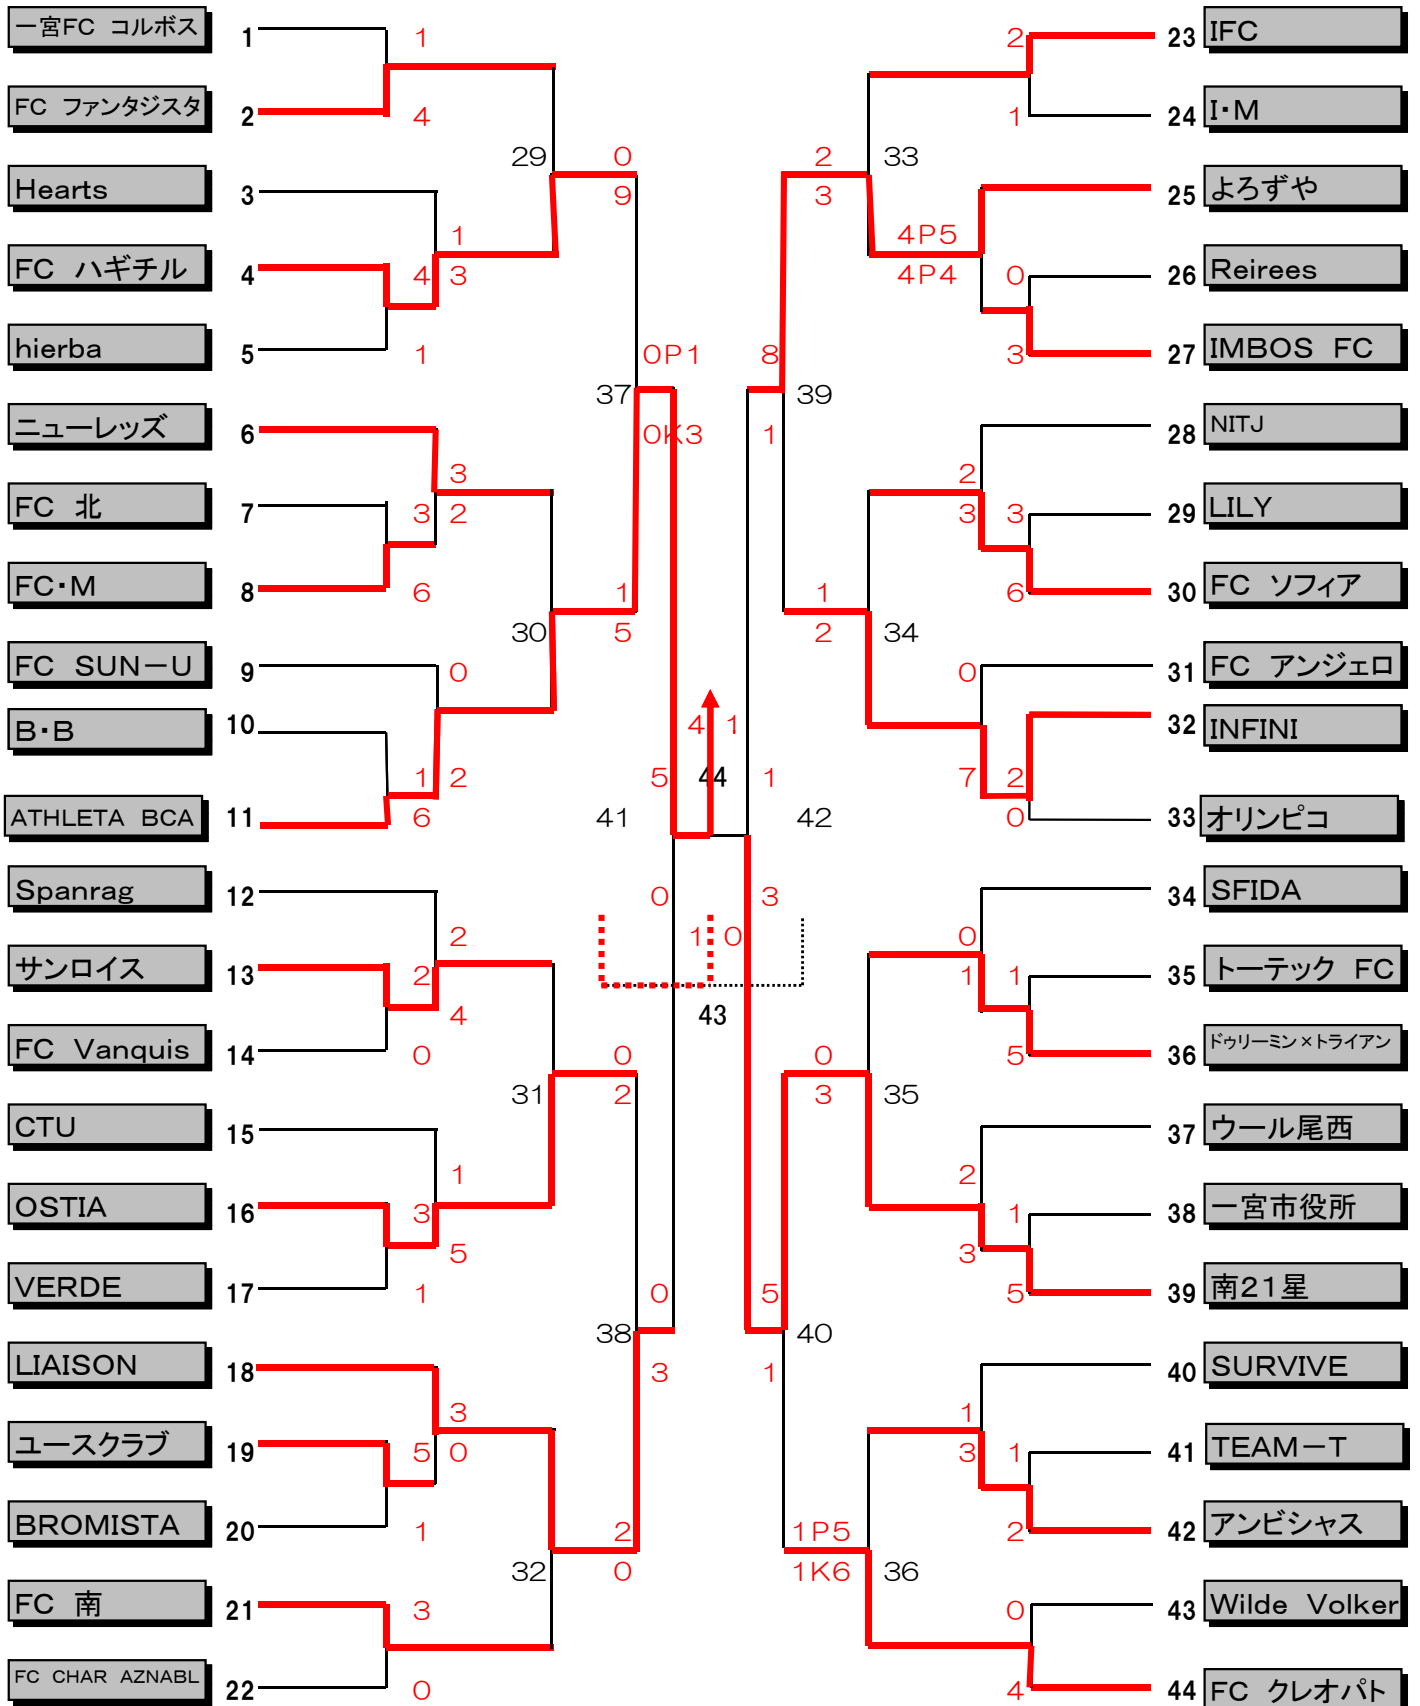 一宮FC コルボス 1 1
FC ファンタジスタ 2 4
29 0
Hearts 3 9
1
FC ハギチル 4 4 3
hierba 5 1 0P1
37
ニューレッズ 6 0K3
3
FC 北 7 3 2
FC・M 8 6 1
30 5
FC SUN－U 9 0
B・B 10
1 2 5
ATHLETA BCA 11 6 41
Spanrag 12 0
2
サンロイス 13 2
4
FC Vanquis 14 0 0
31 2
CTU 15
1
OSTIA 16 3
5
VERDE 17 1 0
38
LIAISON 18 3
3
ユースクラブ 19 5 0
BROMISTA 20 1 2
32 0
FC 南 21 3
FC CHAR AZNABL 22 0
4 1
44
1 0
43
2 23 IFC
1 24 I・M
2 33
3 25 よろずや
4P5
4P4 0 26 Reirees
8 3 27 IMBOS FC
39
1 28 NITJ
2
3 3 29 LILY
1 6 30 FC ソフィア
2 34
0 31 FC アンジェロ
32 INFINI
1 7 2
42 0 33 オリンピコ
3 34 SFIDA
0
1 1 35 トーテック FC
0 5 36 ドゥリーミン×トライアン
3 35
37 ウール尾西
2
1 38 一宮市役所
3
5 5 39 南21星
40
1 40 SURVIVE
1
3 1 41 TEAM－T
1P5 2 42 アンビシャス
1K6 36
0 43 Wilde Volker
4 44 FC クレオパト